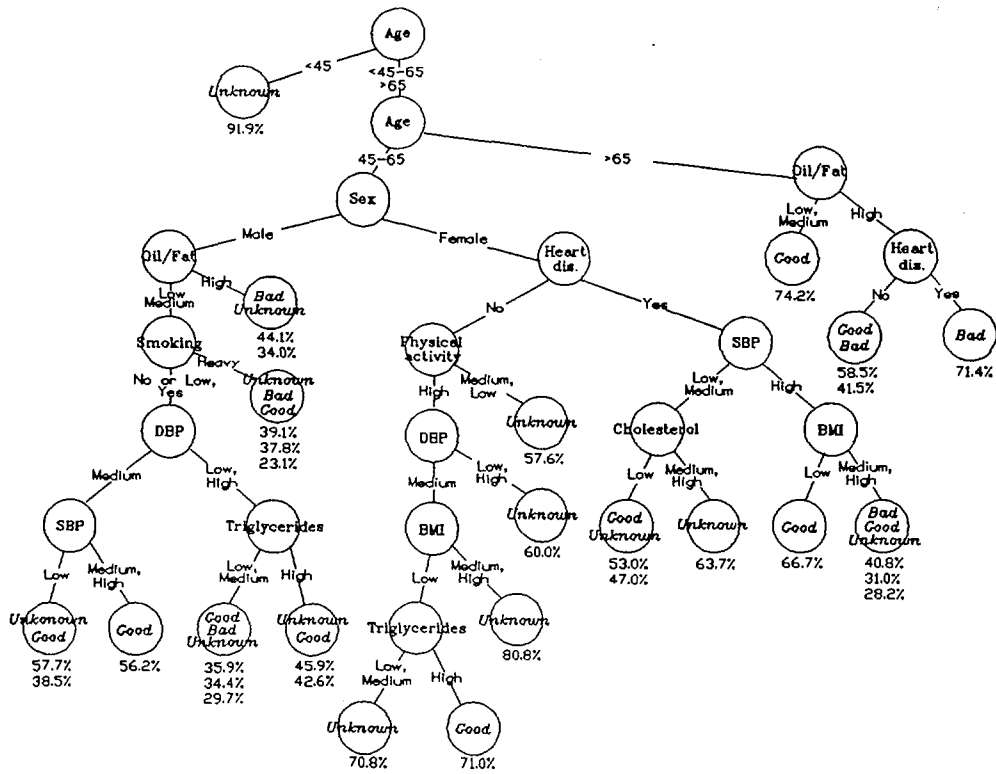 Age
<45
<45-65
>65
Unknown
91.9%
Age
45-65
>65
Sex
Oil/Fat
Male
Female
Low,
Medium
High
Oil/Fat
Heart
dis.
Good
74.2%
Heart
dis.
Low
Medium
High
Bad
Unknown
44.1%
34.0%
No
Yes
No
Yes
Good
Bad
58.5%
41.5%
Bad
71.4%
Smoking
Heavy
No or Low,
Yes
Unknown
Bad
Good
39.1%
37.8%
23.1%
Physical
activity
High
Medium,
Low
Unknown
57.6%
SBP
Low,
Medium
High
DBP
Medium
Low,
High
DBP
Medium
Low,
High
Unknown
60.0%
Cholesterol
Low
Medium,
High
BMI
Low
Medium,
High
SBP
Low
Medium,
High
Triglycerides
Low,
Medium
High
BMI
Low
Medium,
High
Good
Unknown
53.0%
47.0%
Unknown
63.7%
Good
66.7%
Bad
Good
Unknown
40.8%
31.0%
28.2%
Unkonown
Good
57.7%
38.5%
Good
56.2%
Good
Bad
Unknown
35.9%
34.4%
29.7%
Unknown
Good
45.9%
42.6%
Triglycerides
Low,
Medium
High
Unknown
80.8%
Unknown
70.8%
Good
71.0%